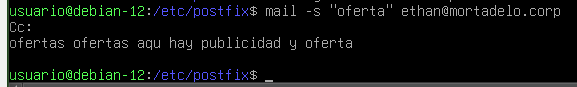 usuario@debian-12:/etc/postfix$ mail -s "oferta" ethan@mortadelo.corp
Cc:
ofertas ofertas aqu hay publicidad y oferta
usuario@debian-12:/etc/postfix$ _